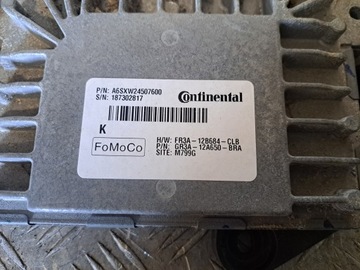 P/N: A6SXW24507600
S/N: 187302817
Continental
K
FoMoCo
H/W: FR3A-12B684-CLB
P/N: GR3A-12A650-BRA
SITE: M799G